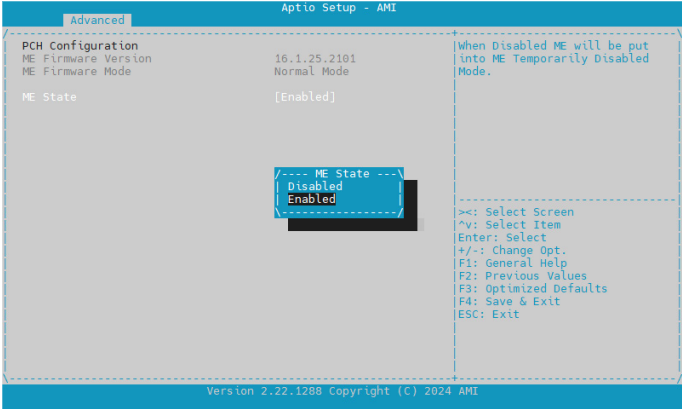 Aptio Setup - AMI
Advanced
PCH Configuration
ME Firmware Version 16.1.25.2101
ME Firmware Mode Normal Mode
ME State [Enabled]
When Disabled ME will be put
into ME Temporarily Disabled
Mode.
ME State
Disabled
Enabled
><: Select Screen
^v: Select Item
Enter: Select
+/-: Change Opt.
F1: General Help
F2: Previous Values
F3: Optimized Defaults
F4: Save & Exit
ESC: Exit
Version 2.22.1288 Copyright (C) 2024 AMI